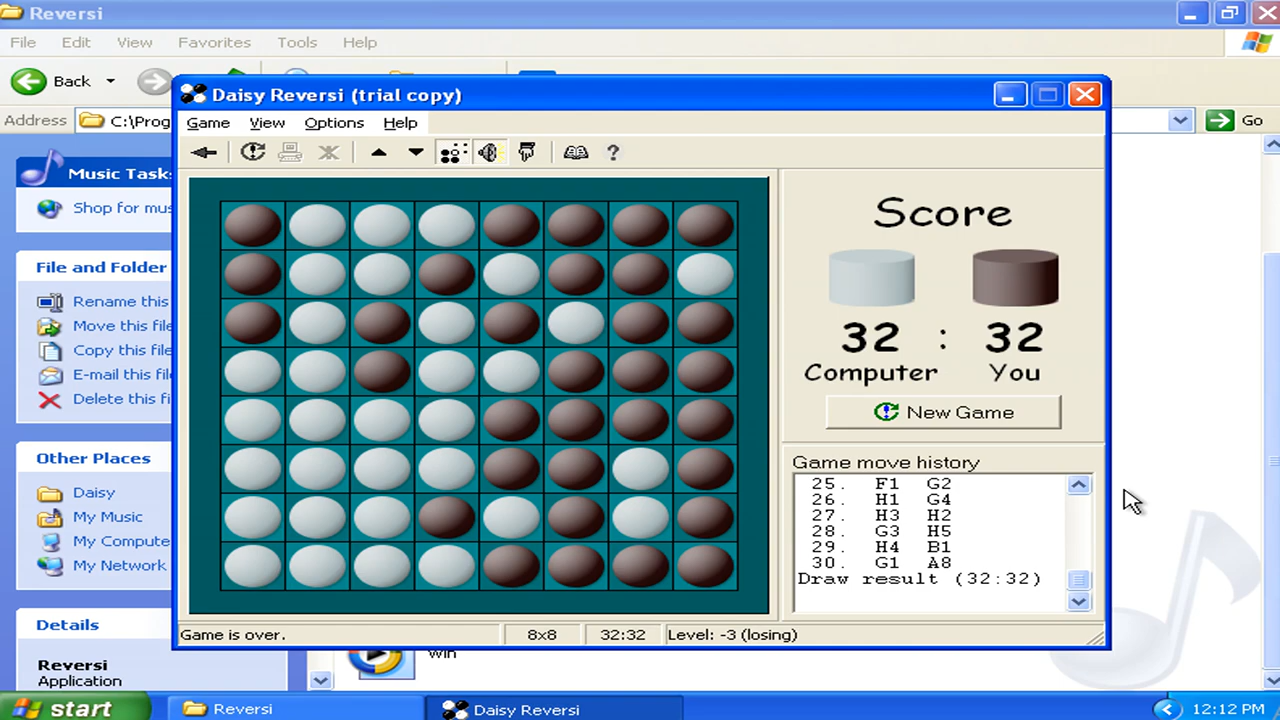 Reversi
File Edit View Favorites Tools Help
Back
Address C:\Prog
Go
Music Task
Shop for mus
File and Folder
Rename this
Move this file
Copy this file
E-mail this fil
Delete this fi
Other Places
Daisy
My Music
My Compute
My Network
Details
Reversi
Application
Daisy Reversi (trial copy)
Game View Options Help
?
Score
32 : 32
Computer You
New Game
Game move history
25. F1 G2
26. H1 G4
27. H3 H2
28. G3 H5
29. H4 B1
30. G1 A8
Draw result (32:32)
Game is over. 8x8 32:32 Level: -3 (losing)
win
start Reversi Daisy Reversi 12:12 PM